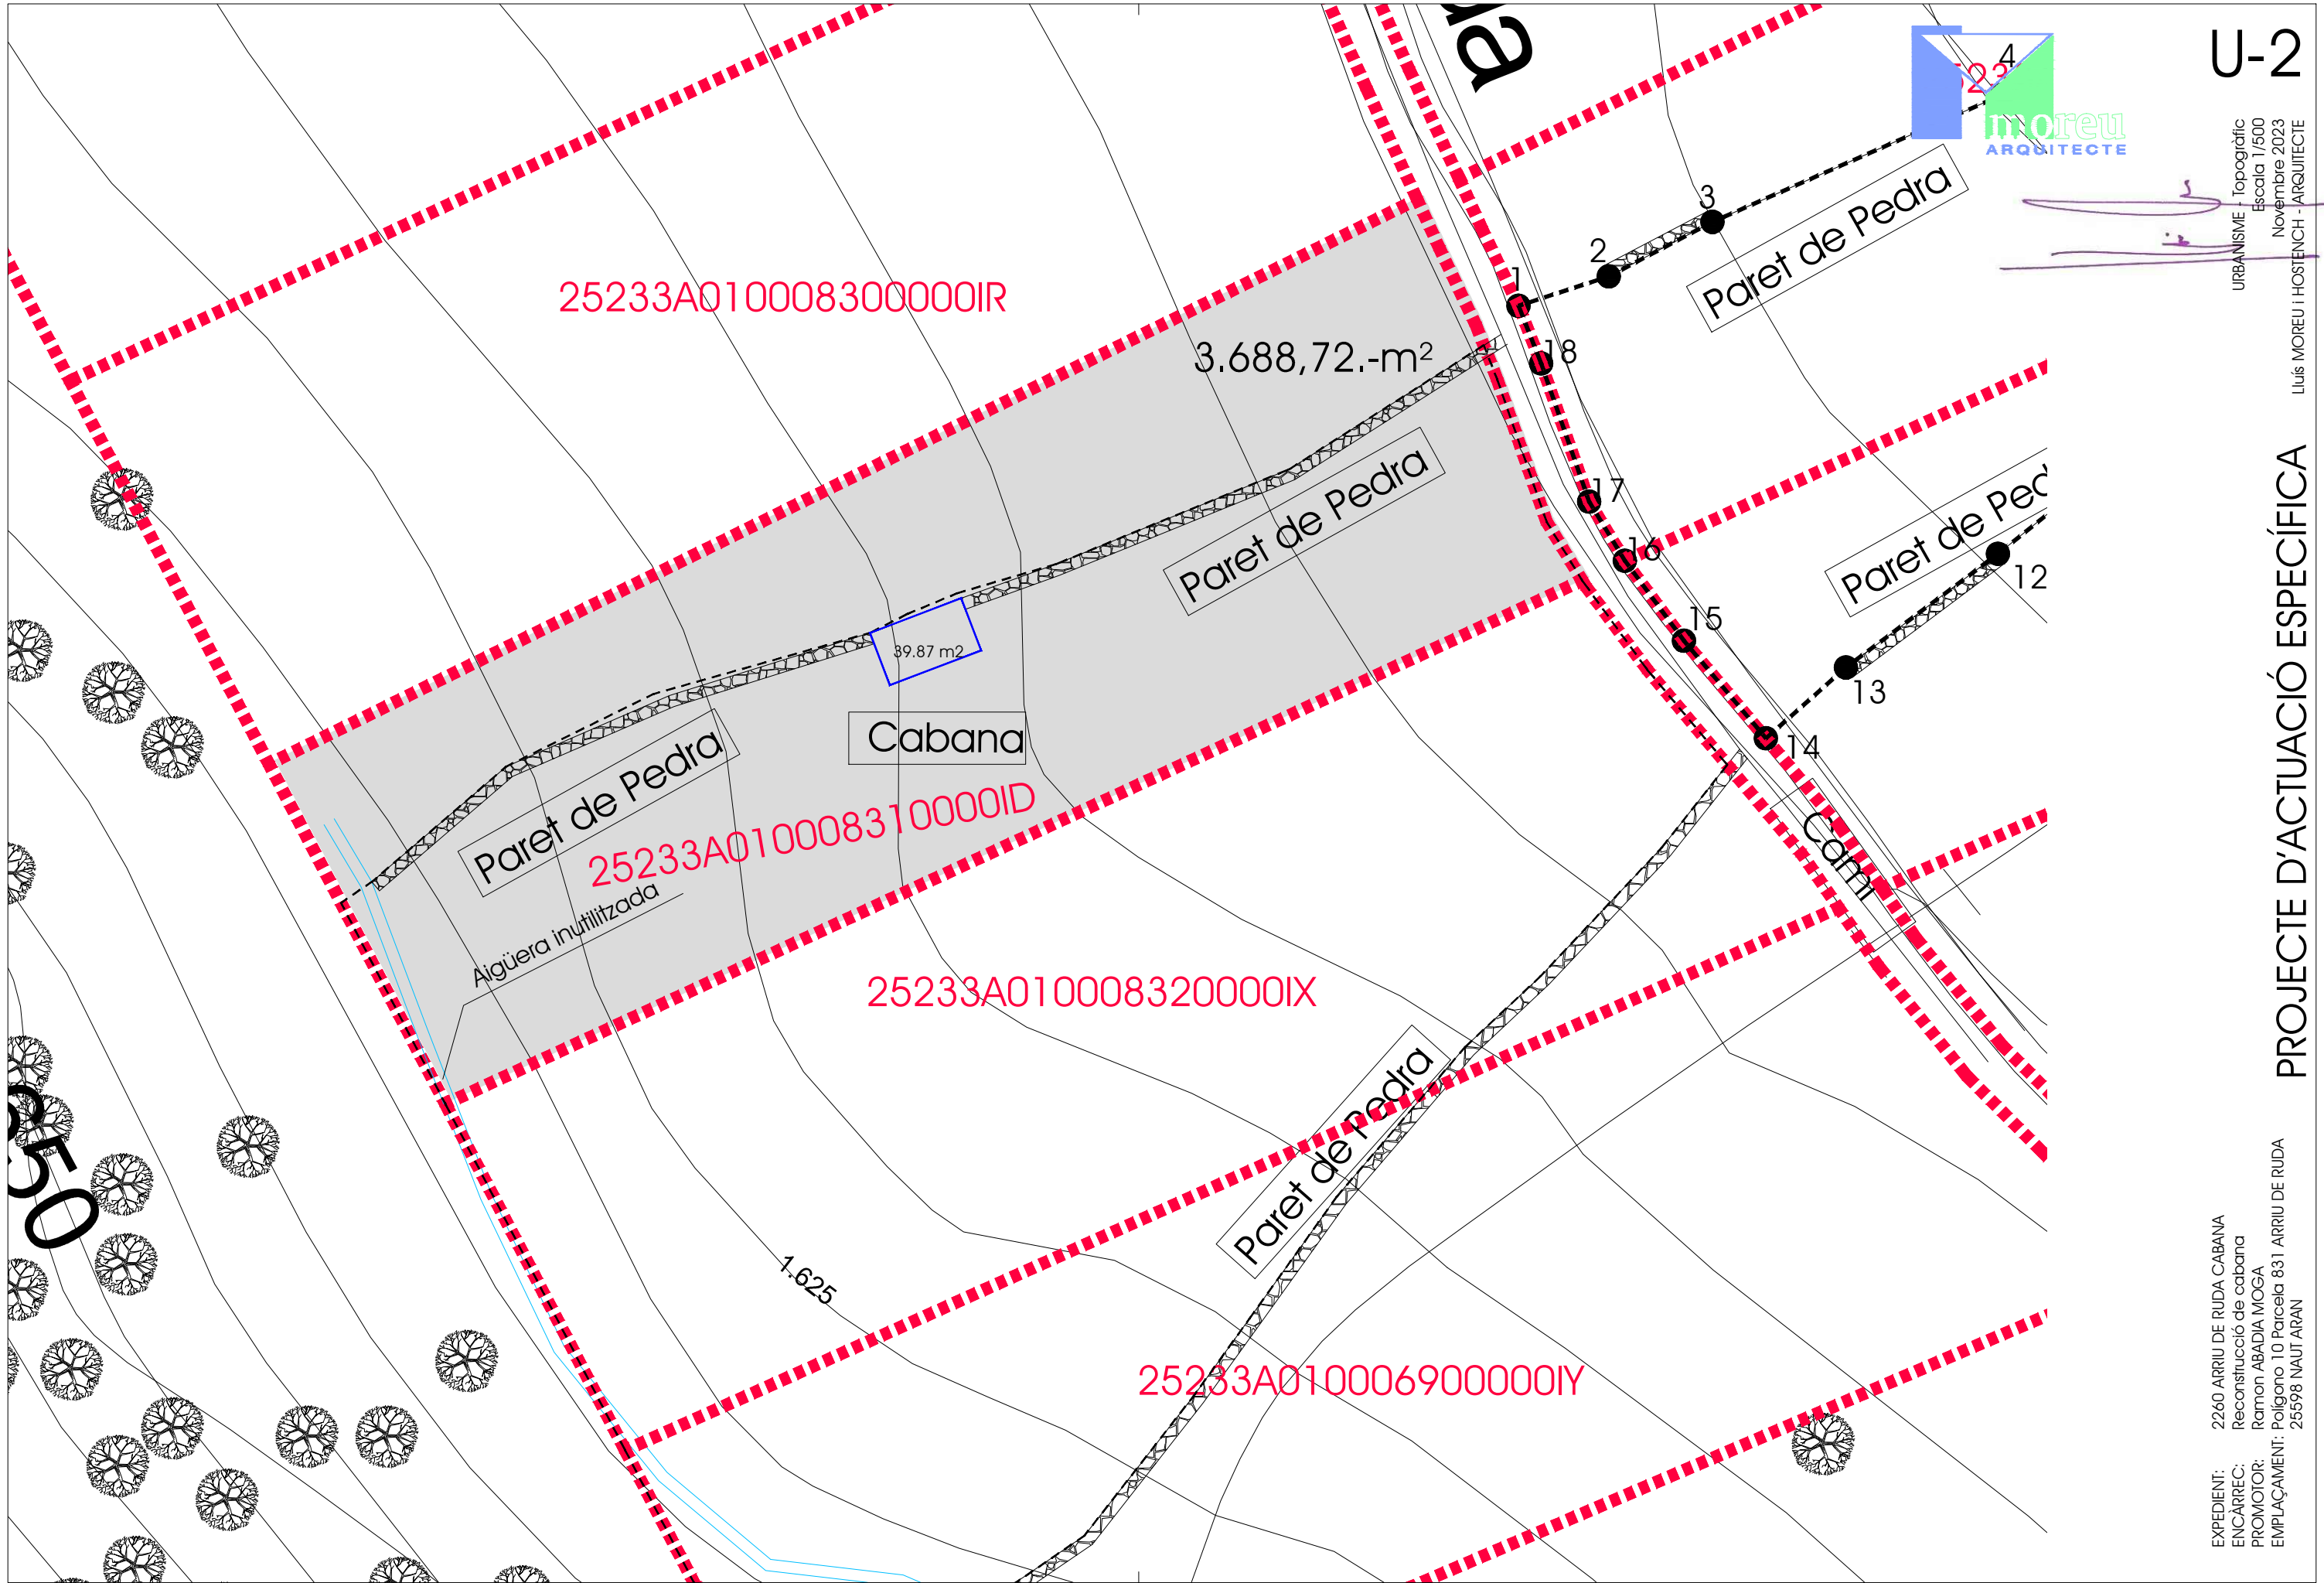 U-2
4
moreu
ARQUITECTE
URBANISME - Topogràfic
Escala 1/500
Novembre 2023
Lluís MOREU i HOSTENCH - ARQUITECTE
PROJECTE D'ACTUACIÓ ESPECÍFICA
EXPEDIENT: 2260 ARRIU DE RUDA CABANA
ENCÀRREC: Reconstrucció de cabana
PROMOTOR: Ramon ABADIA MOGA
EMPLAÇAMENT: Polígono 10 Parcela 831 ARRIU DE RUDA
25598 NAUT ARAN
3
Paret de Pedra
2
1
25233A010008300000IR
3.688,72.-m²
18
Paret de Pedra
17
16
12
15
13
39.87 m2
Cabana
14
Paret de Pedra
25233A010008310000ID
Camí
Aigüera inutilitzada
25233A010008320000IX
Paret de Pedra
1.625
25233A010006900000IY
Paret de Ped